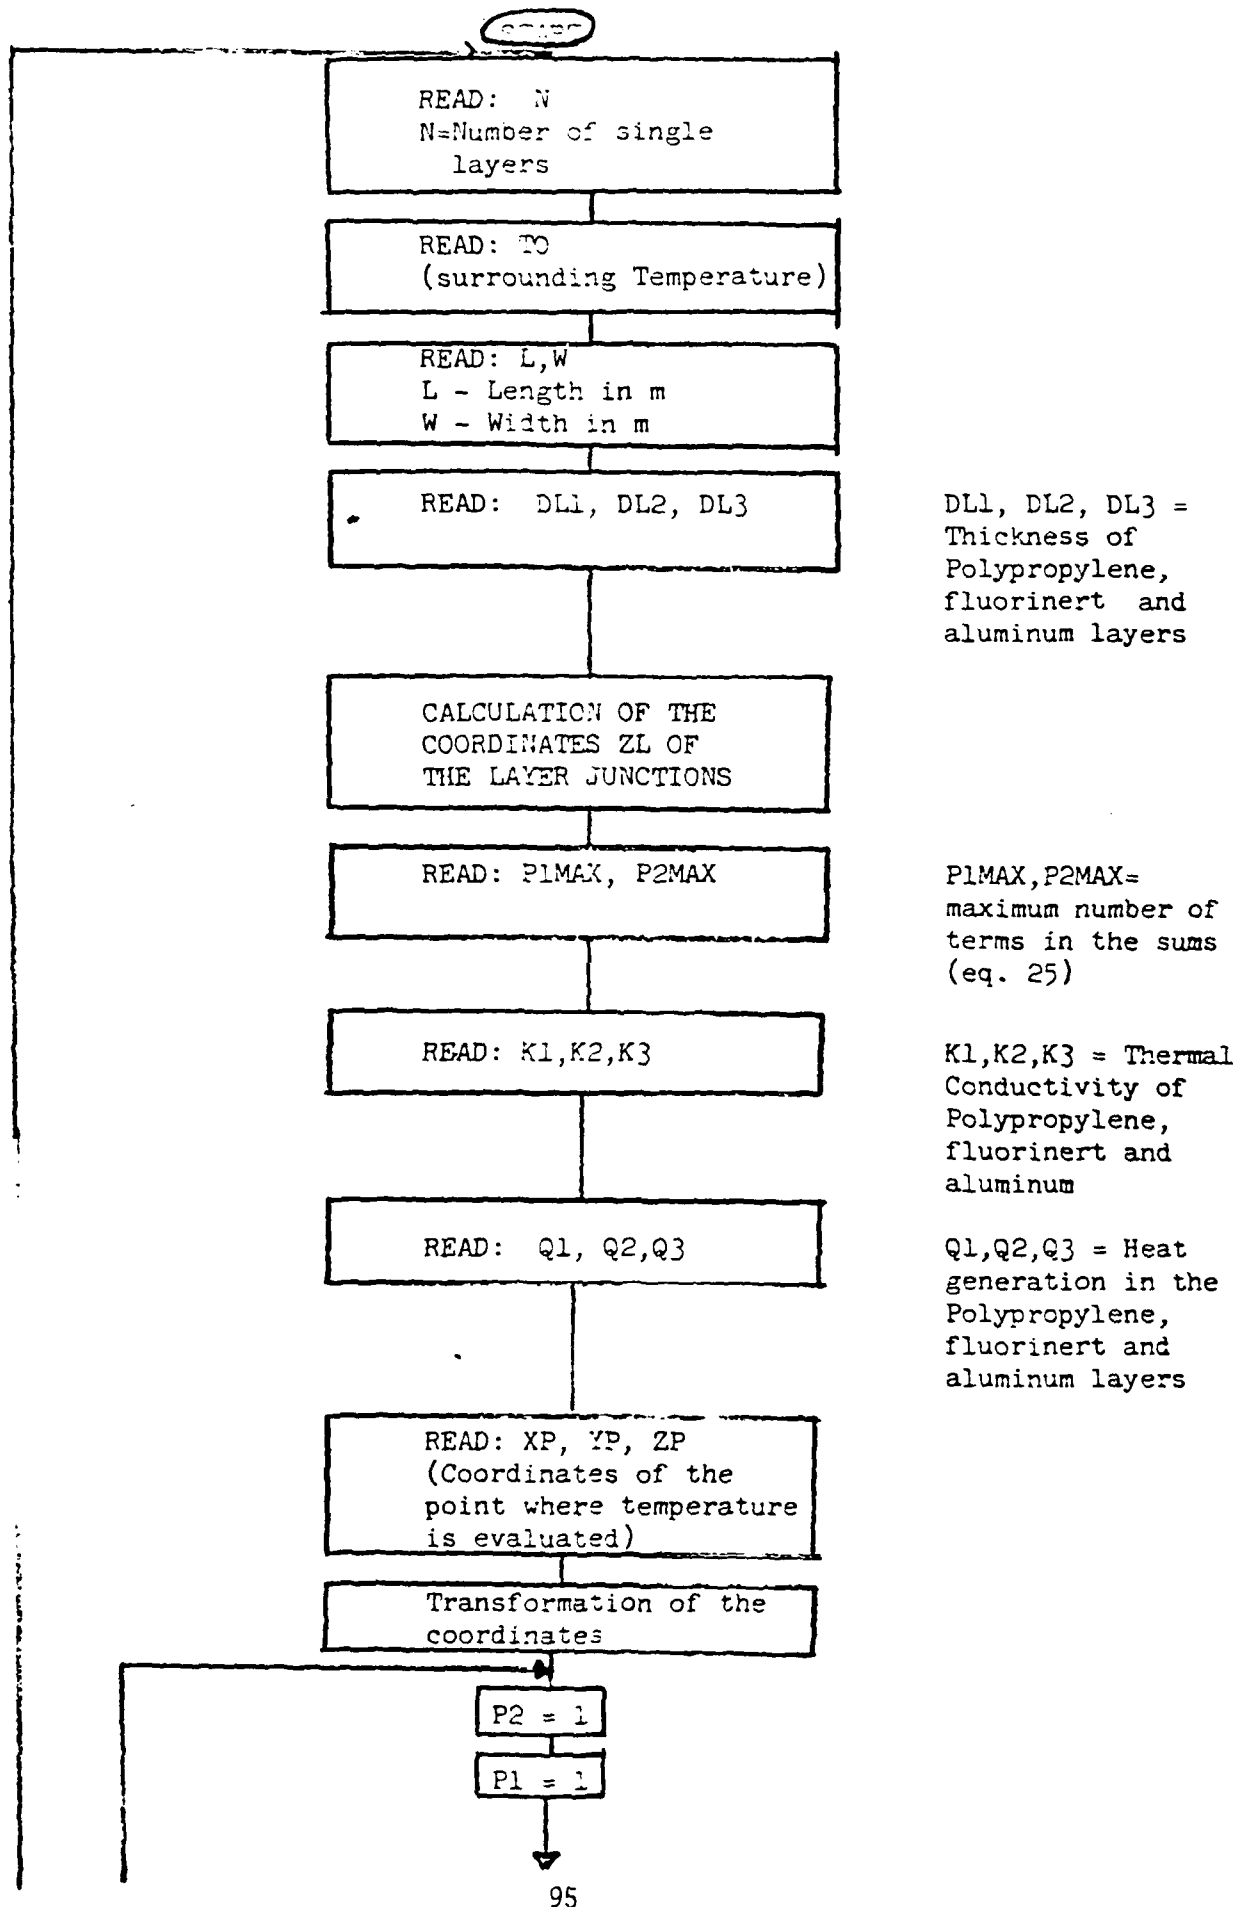 START
READ: N
N=Number of single
layers
READ: TO
(surrounding Temperature)
READ: L,W
L - Length in m
W - Width in m
READ: DL1, DL2, DL3
DL1, DL2, DL3 =
Thickness of
Polypropylene,
fluorinert and
aluminum layers
CALCULATION OF THE
COORDINATES ZL OF
THE LAYER JUNCTIONS
READ: P1MAX, P2MAX
P1MAX,P2MAX=
maximum number of
terms in the sums
(eq. 25)
READ: K1,K2,K3
K1,K2,K3 = Thermal
Conductivity of
Polypropylene,
fluorinert and
aluminum
READ: Q1, Q2,Q3
Q1,Q2,Q3 = Heat
generation in the
Polypropylene,
fluorinert and
aluminum layers
READ: XP, YP, ZP
(Coordinates of the
point where temperature
is evaluated)
Transformation of the
coordinates
P2 = 1
P1 = 1
95